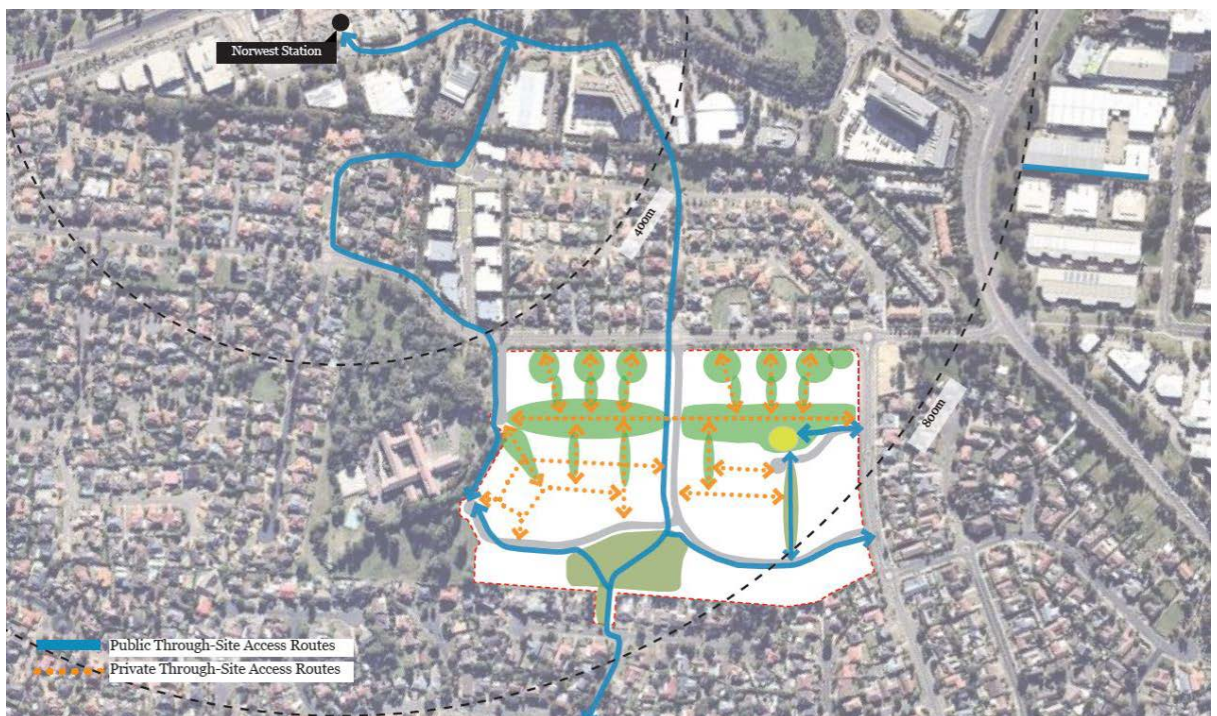 Norwest Station
400m
800m
Public Through-Site Access Routes
Private Through-Site Access Routes